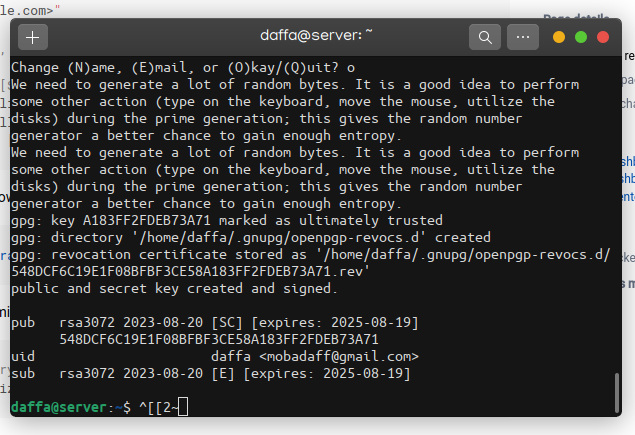 le.com>"
daffa@server: ~
Change (N)ame, (E)mail, or (O)kay/(Q)uit? o
We need to generate a lot of random bytes. It is a good idea to perform
some other action (type on the keyboard, move the mouse, utilize the
disks) during the prime generation; this gives the random number
generator a better chance to gain enough entropy.
We need to generate a lot of random bytes. It is a good idea to perform
some other action (type on the keyboard, move the mouse, utilize the
disks) during the prime generation; this gives the random number
generator a better chance to gain enough entropy.
gpg: key A183FF2FDEB73A71 marked as ultimately trusted
gpg: directory '/home/daffa/.gnupg/openpgp-revocs.d' created
gpg: revocation certificate stored as '/home/daffa/.gnupg/openpgp-revocs.d/
548DCF6C19E1F08BFBF3CE58A183FF2FDEB73A71.rev'
public and secret key created and signed.
pub   rsa3072 2023-08-20 [SC] [expires: 2025-08-19]
548DCF6C19E1F08BFBF3CE58A183FF2FDEB73A71
uid                      daffa <mobadaff@gmail.com>
sub   rsa3072 2023-08-20 [E] [expires: 2025-08-19]
daffa@server:~$ ^[[2~